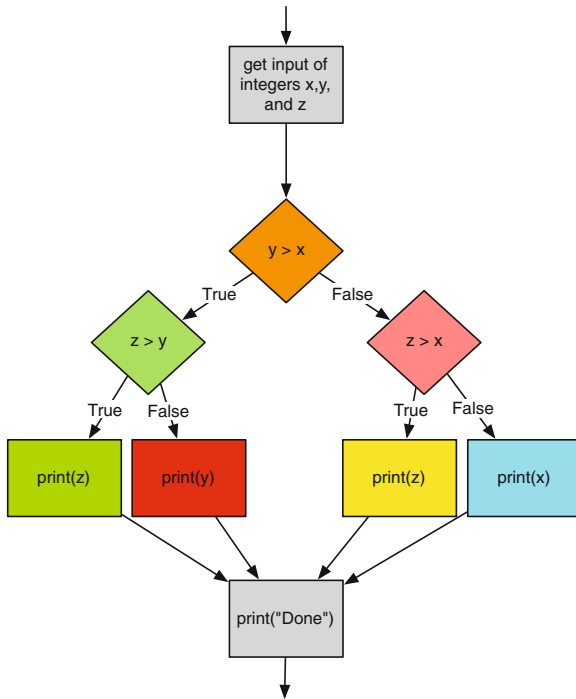 get input of
integers x,y,
and z
y > x
True
False
z > y
z > x
True
False
True
False
print(z)
print(y)
print(z)
print(x)
print("Done")